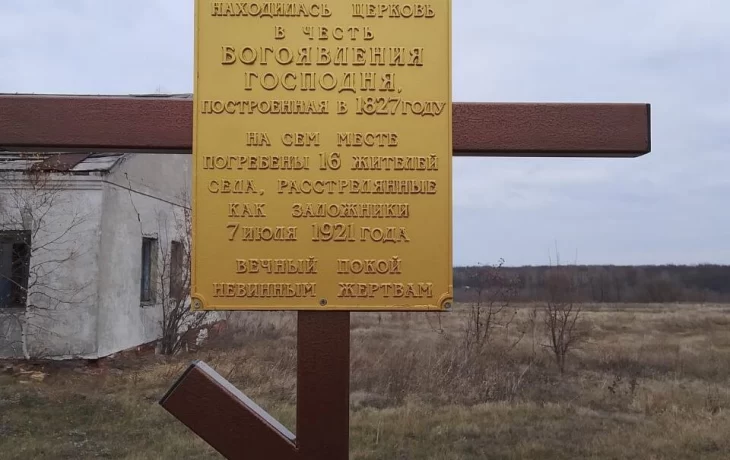 НАХОДИЛАСЬ ЦЕРКОВЬ
В ЧЕСТЬ
БОГОЯВЛЕНИЯ
ГОСПОДНЯ,
ПОСТРОЕННАЯ В 1827 ГОДУ
НА СЕМ МЕСТЕ
ПОГРЕБЕНЫ 16 ЖИТЕЛЕЙ
СЕЛА, РАССТРЕЛЯННЫЕ
КАК ЗАЛОЖНИКИ
7 ИЮЛЯ 1921 ГОДА
ВЕЧНЫЙ ПОКОЙ
НЕВИННЫМ ЖЕРТВАМ